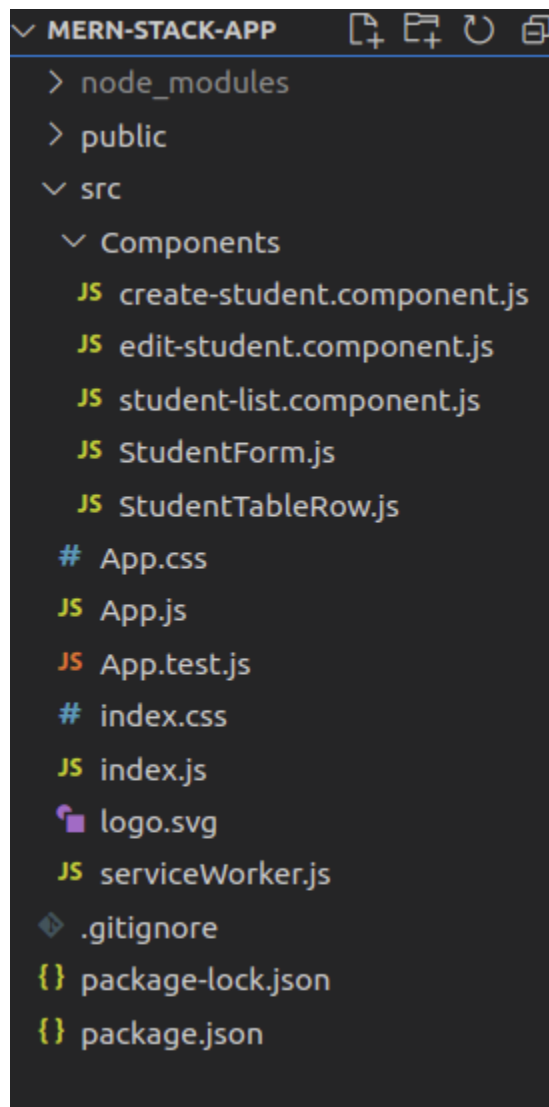 MERN-STACK-APP
node_modules
public
src
Components
JS create-student.component.js
JS edit-student.component.js
JS student-list.component.js
JS StudentForm.js
JS StudentTableRow.js
# App.css
JS App.js
JS App.test.js
# index.css
JS index.js
logo.svg
JS serviceWorker.js
.gitignore
{} package-lock.json
{} package.json